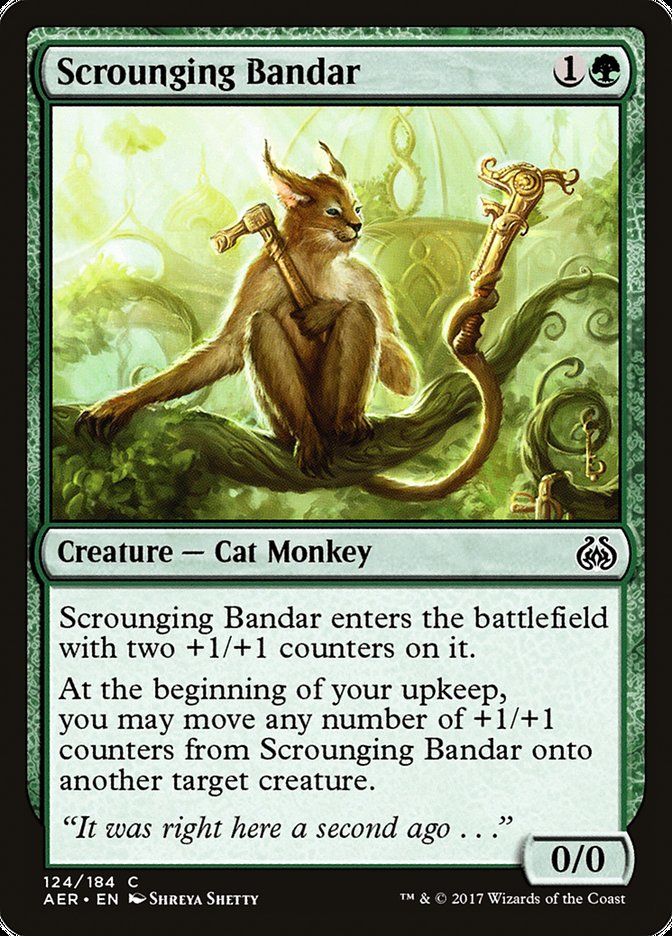 Scrounging Bandar 1
Creature — Cat Monkey
Scrounging Bandar enters the battlefield
with two +1/+1 counters on it.
At the beginning of your upkeep,
you may move any number of +1/+1
counters from Scrounging Bandar onto
another target creature.
“It was right here a second ago . . .”
0/0
124/184 C
AER • EN Shreya Shetty
™ & © 2017 Wizards of the Coast